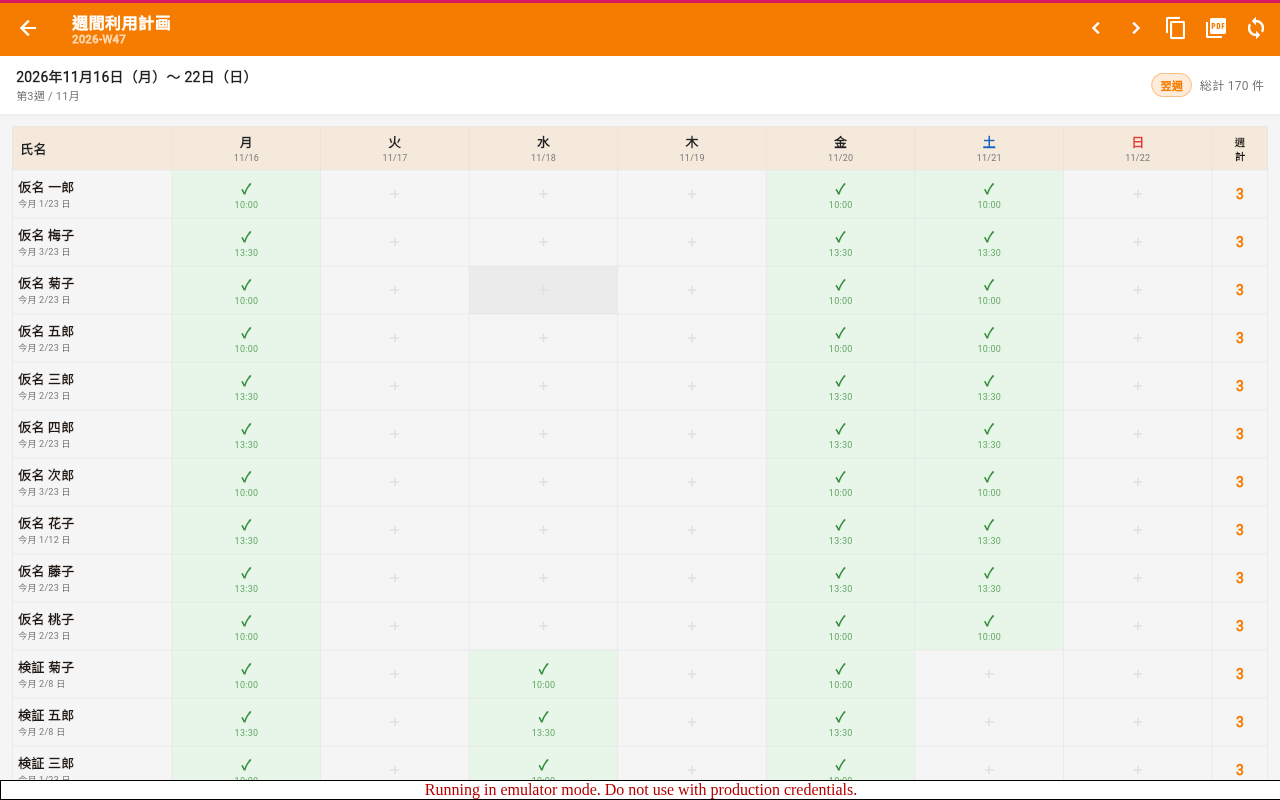 週間利用計画
2026-W47
PDF
2026年11月16日（月）〜 22日（日）
第3週 / 11月
翌週 総計 170 件
氏名 月 火 水 木 金 土 日 週計
11/16 11/17 11/18 11/19 11/20 11/21 11/22
仮名 一郎 ✓ + + + ✓ ✓ + 3
今月 1/23 日 10:00 10:00 10:00
仮名 梅子 ✓ + + + ✓ ✓ + 3
今月 3/23 日 13:30 13:30 13:30
仮名 菊子 ✓ + + + ✓ ✓ + 3
今月 2/23 日 10:00 10:00 10:00
仮名 五郎 ✓ + + + ✓ ✓ + 3
今月 2/23 日 10:00 10:00 10:00
仮名 三郎 ✓ + + + ✓ ✓ + 3
今月 2/23 日 13:30 13:30 13:30
仮名 四郎 ✓ + + + ✓ ✓ + 3
今月 2/23 日 13:30 13:30 13:30
仮名 次郎 ✓ + + + ✓ ✓ + 3
今月 3/23 日 10:00 10:00 10:00
仮名 花子 ✓ + + + ✓ ✓ + 3
今月 1/12 日 13:30 13:30 13:30
仮名 藤子 ✓ + + + ✓ ✓ + 3
今月 2/23 日 13:30 13:30 13:30
仮名 桃子 ✓ + + + ✓ ✓ + 3
今月 2/23 日 10:00 10:00 10:00
検証 菊子 ✓ + ✓ + ✓ + + 3
今月 2/8 日 10:00 10:00 10:00
検証 五郎 ✓ + ✓ + ✓ + + 3
今月 2/8 日 13:30 13:30 13:30
検証 三郎 ✓ + ✓ + ✓ + + 3
Running in emulator mode. Do not use with production credentials.